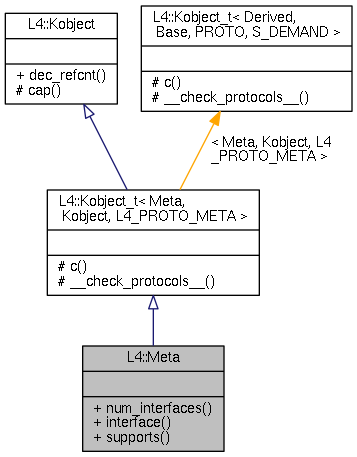 L4::Kobject
+ dec_refcnt()
# cap()
L4::Kobject_t< Derived,
Base, PROTO, S_DEMAND >
# c()
# __check_protocols__()
< Meta, Kobject, L4
_PROTO_META >
L4::Kobject_t< Meta,
Kobject, L4_PROTO_META >
# c()
# __check_protocols__()
L4::Meta
+ num_interfaces()
+ interface()
+ supports()